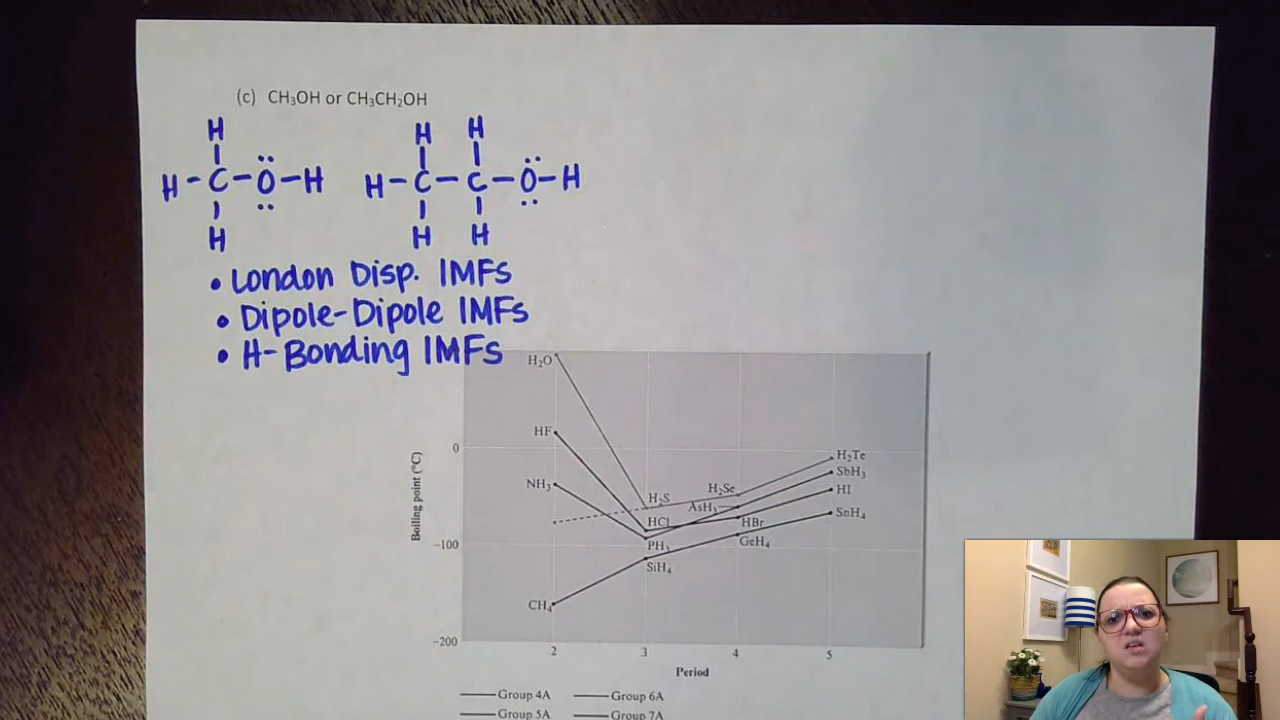 (c) CH₃OH or CH₃CH₂OH
H H H
H-C-Ö-H H-C-C-Ö-H
H H H
• London Disp. IMFs
• Dipole-Dipole IMFs
• H-Bonding IMFs
H₂O
HF
0
H₂Te
SbH₃
NH₃
H₂Se
HI
H₂S
AsH₃
SnH₄
HCl
HBr
Boiling point (°C)
-100
PH₃
GeH₄
SiH₄
CH₄
-200
2 3 4 5
Period
Group 4A Group 6A
Group 5A Group 7A